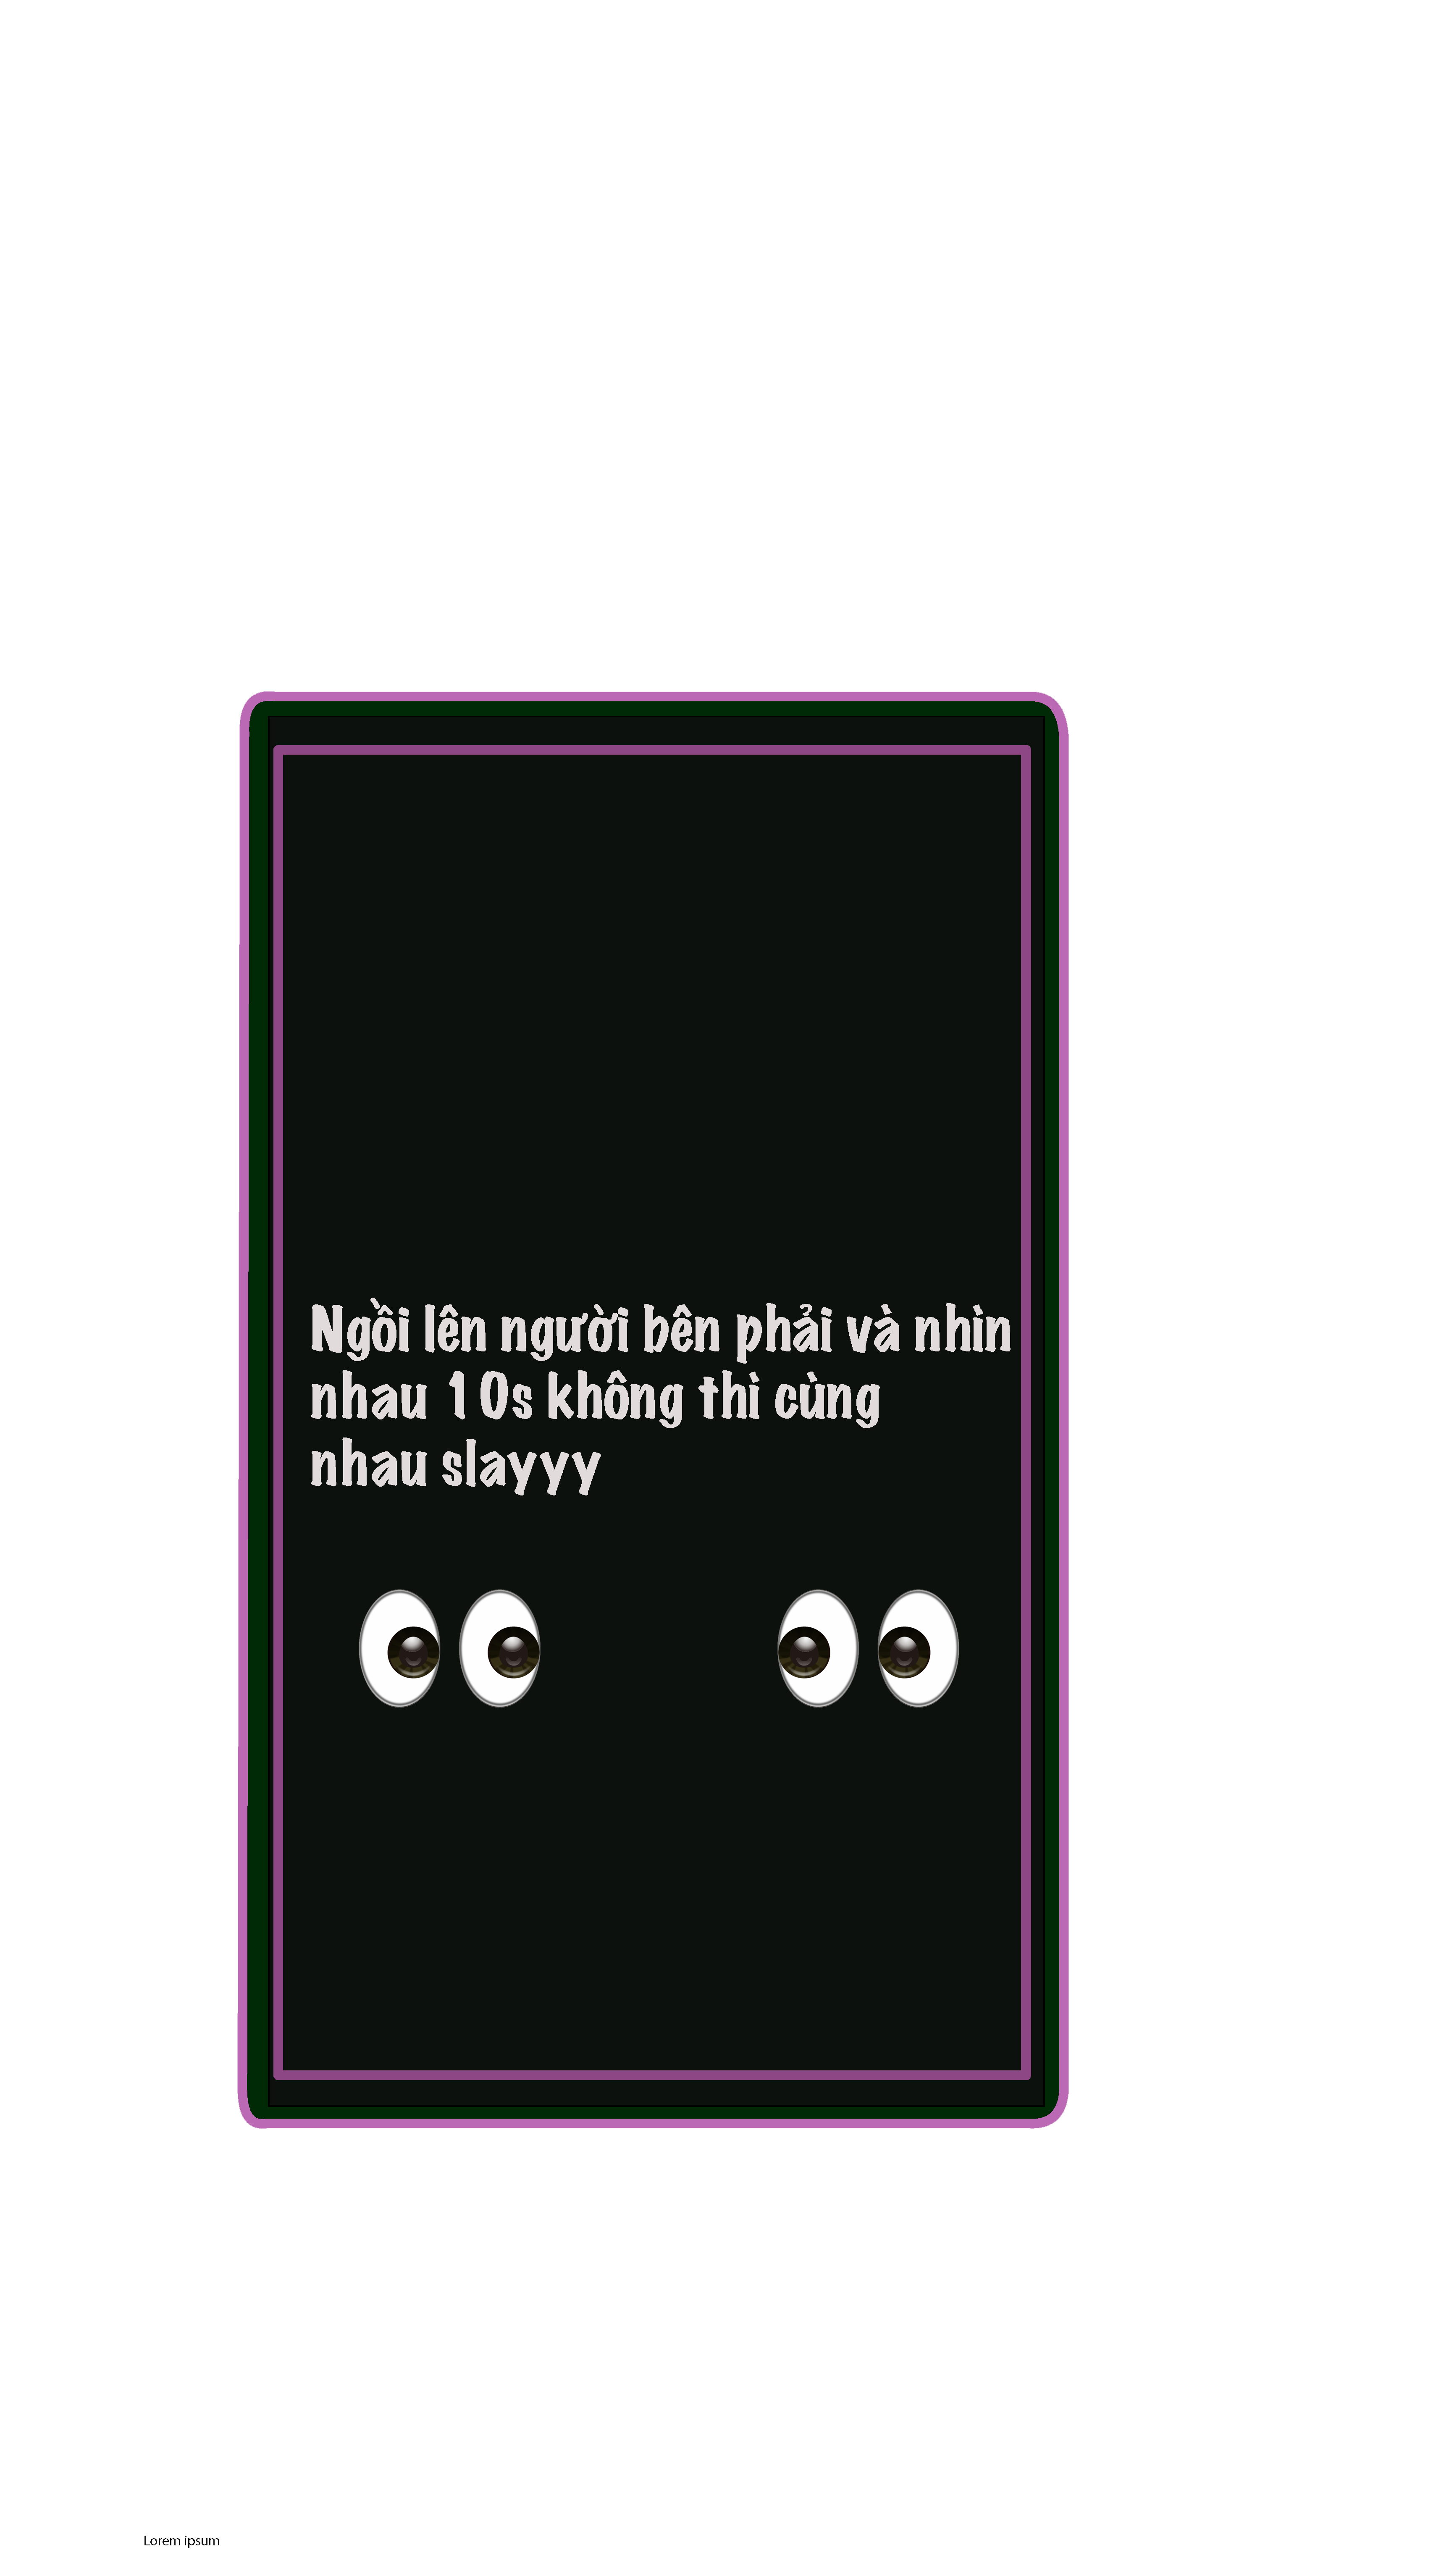 Ngồi lên người bên phải và nhìn
nhau 10s không thì cùng
nhau slayyy
Lorem ipsum